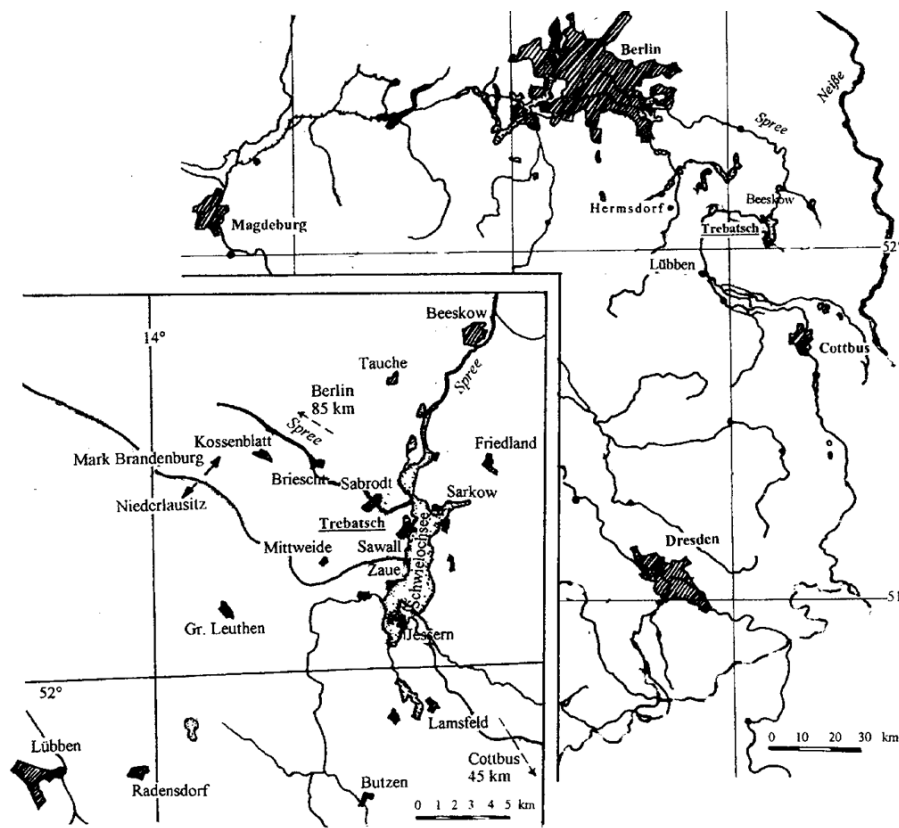 Berlin
Neiße
Spree
Beeskow
Hermsdorf
Trebatsch
Magdeburg
52°
Lübben
Cottbus
Dresden
51
0 10 20 30 km
Beeskow
14°
Tauche
Spree
Berlin
85 km
Spree
Kossenblatt
Friedland
Mark Brandenburg
Briescht
Sabrodt
Niederlausitz
Sarkow
Trebatsch
Mittweide
Sawall
Schwielochsee
Zaue
Gr. Leuthen
Jessern
52°
Lamsfeld
Lübben
Cottbus
45 km
Radensdorf
Butzen
0 1 2 3 4 5 km